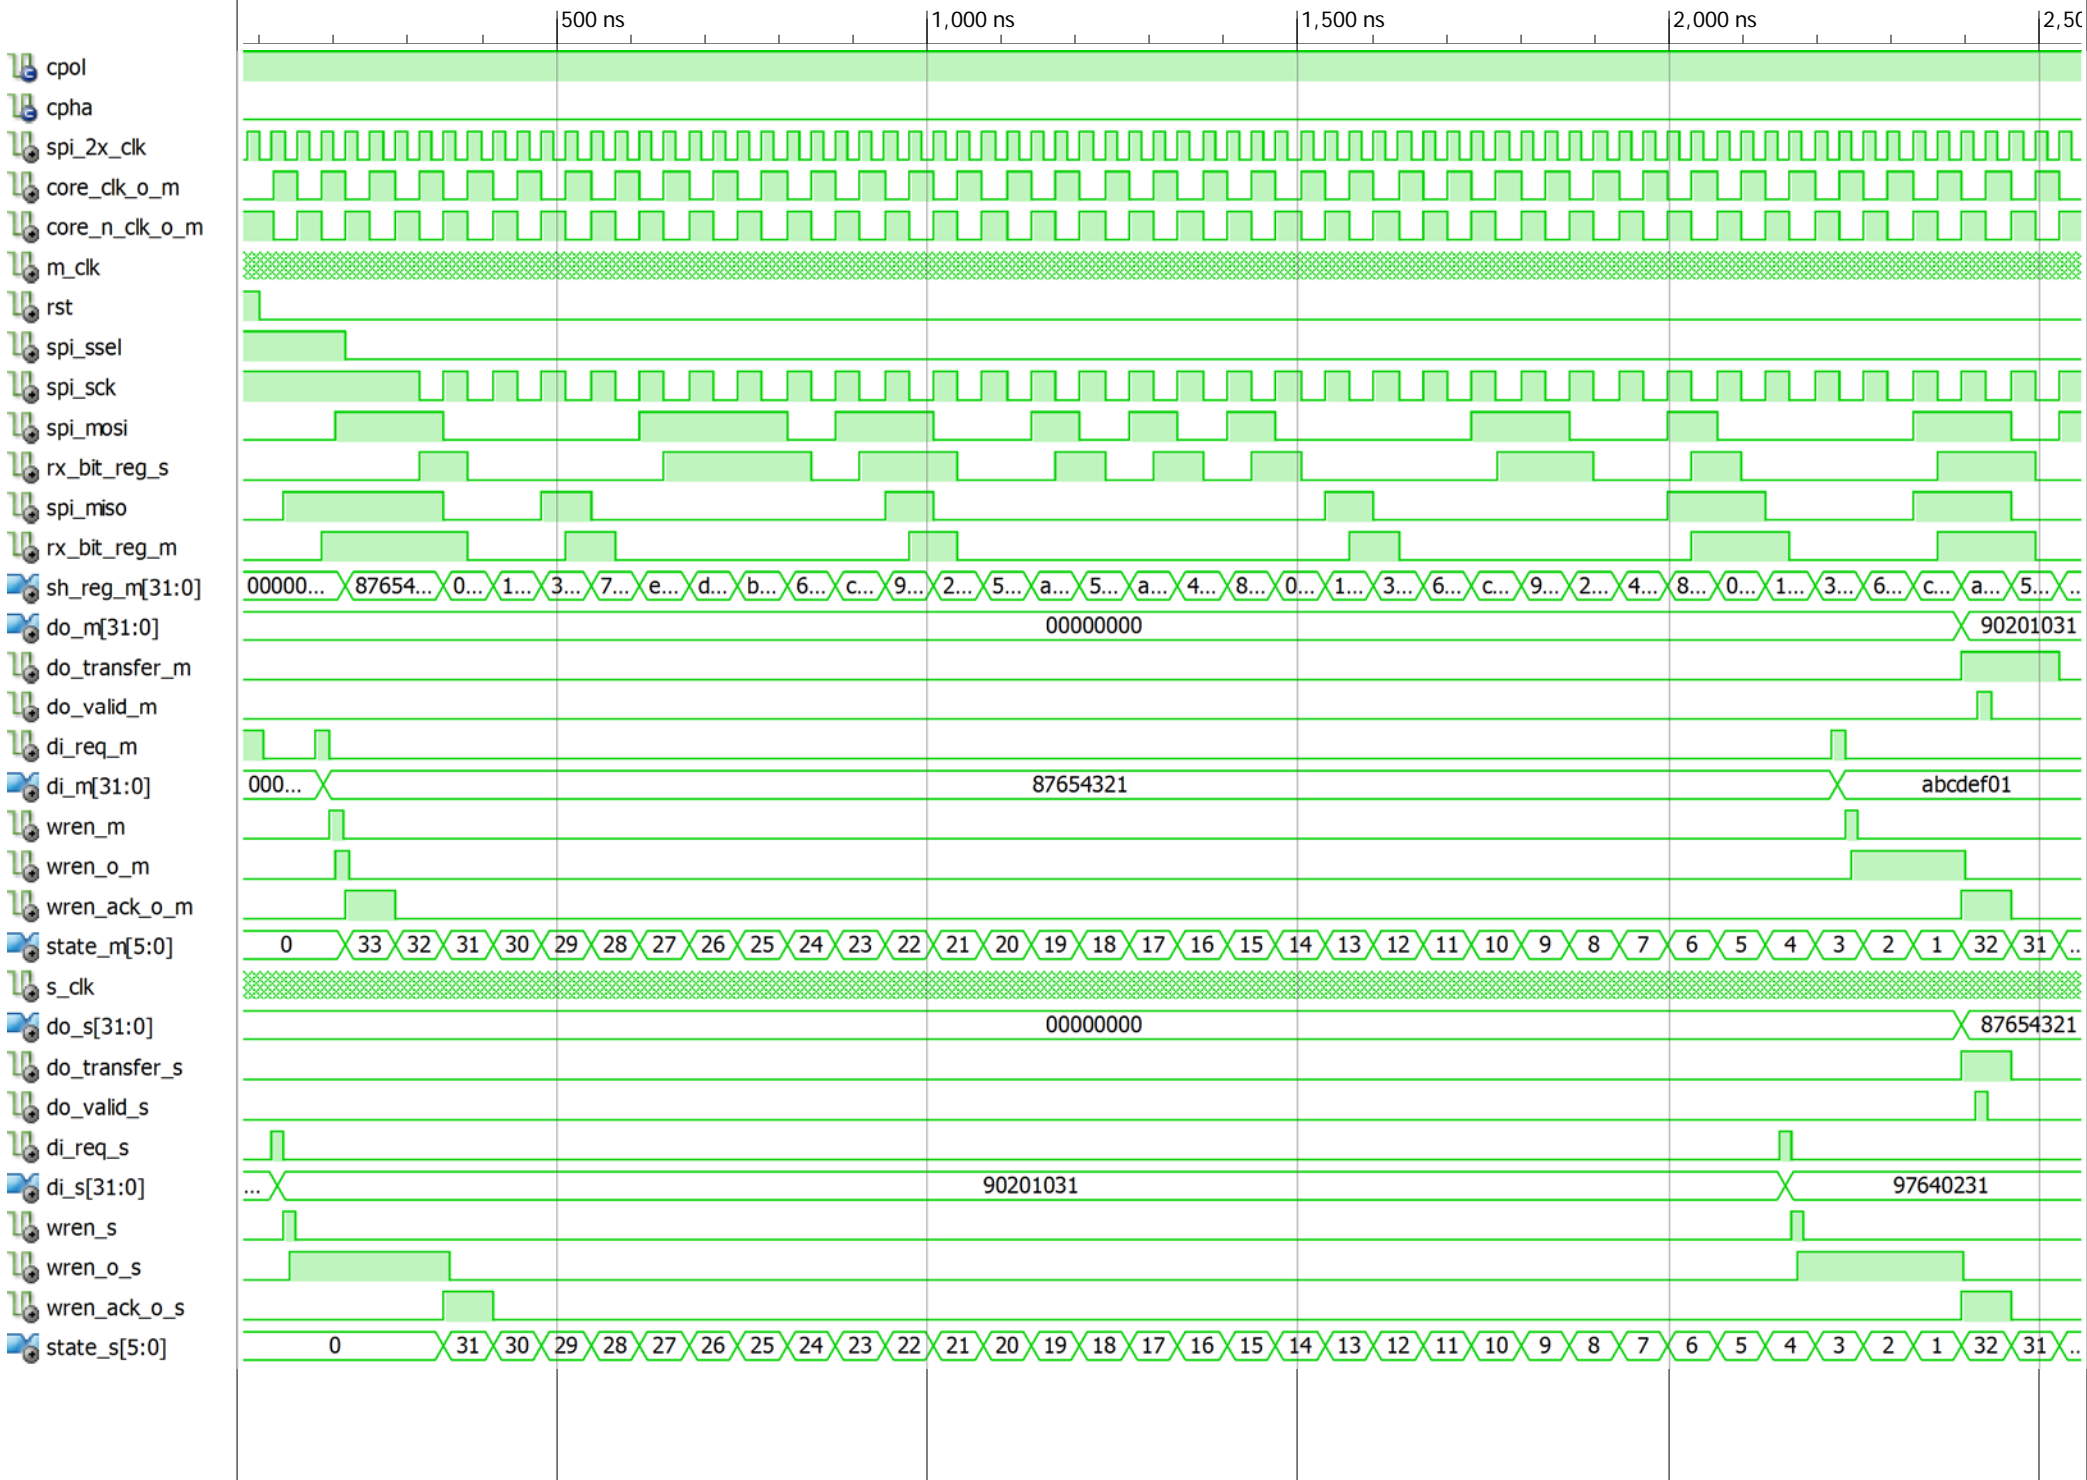 500 ns 1,000 ns 1,500 ns 2,000 ns 2,50
cpol
cpha
spi_2x_clk
core_clk_o_m
core_n_clk_o_m
m_clk
rst
spi_ssel
spi_sck
spi_mosi
rx_bit_reg_s
spi_miso
rx_bit_reg_m
sh_reg_m[31:0] 00000... 87654... 0... 1... 3... 7... e... d... b... 6... c... 9... 2... 5... a... 5... a... 4... 8... 0... 1... 3... 6... c... 9... 2... 4... 8... 0... 1... 3... 6... c... a... 5... ..
do_m[31:0] 00000000 90201031
do_transfer_m
do_valid_m
di_req_m
di_m[31:0] 000... 87654321 abcdef01
wren_m
wren_o_m
wren_ack_o_m
state_m[5:0] 0 33 32 31 30 29 28 27 26 25 24 23 22 21 20 19 18 17 16 15 14 13 12 11 10 9 8 7 6 5 4 3 2 1 32 31 ..
s_clk
do_s[31:0] 00000000 87654321
do_transfer_s
do_valid_s
di_req_s
di_s[31:0] ... 90201031 97640231
wren_s
wren_o_s
wren_ack_o_s
state_s[5:0] 0 31 30 29 28 27 26 25 24 23 22 21 20 19 18 17 16 15 14 13 12 11 10 9 8 7 6 5 4 3 2 1 32 31 ..